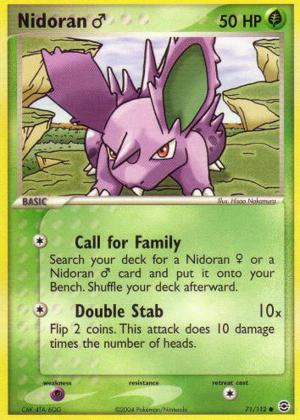 Nidoran ♂ 50 HP
BASIC
Illus. Hisao Nakamura
Call for Family
Search your deck for a Nidoran ♀ or a
Nidoran ♂ card and put it onto your
Bench. Shuffle your deck afterward.
Double Stab 10x
Flip 2 coins. This attack does 10 damage
times the number of heads.
weakness resistance retreat cost
©2004 Pokémon/Nintendo
71/112 ●